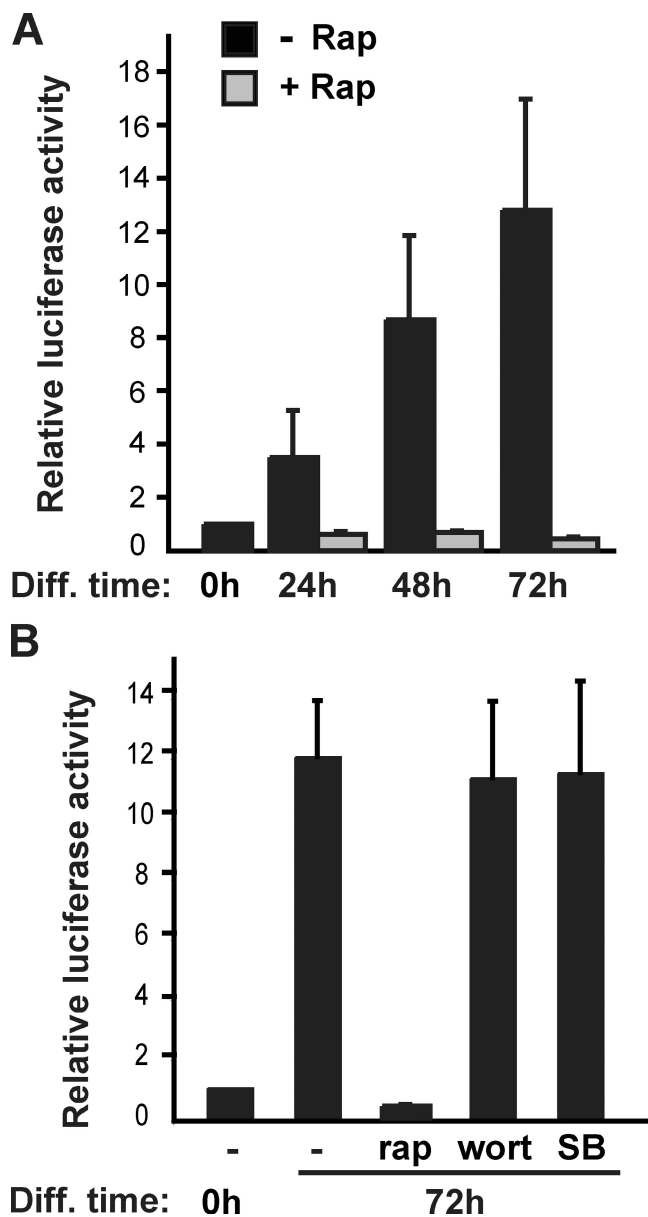 A
- Rap
+ Rap
Relative luciferase activity
18
16
14
12
10
8
6
4
2
0
Diff. time: 0h 24h 48h 72h
B
Relative luciferase activity
14
12
10
8
6
4
2
0
- - rap wort SB
Diff. time: 0h 72h